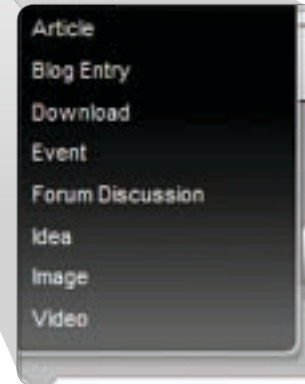 Article
Blog Entry
Download
Event
Forum Discussion
Idea
Image
Video